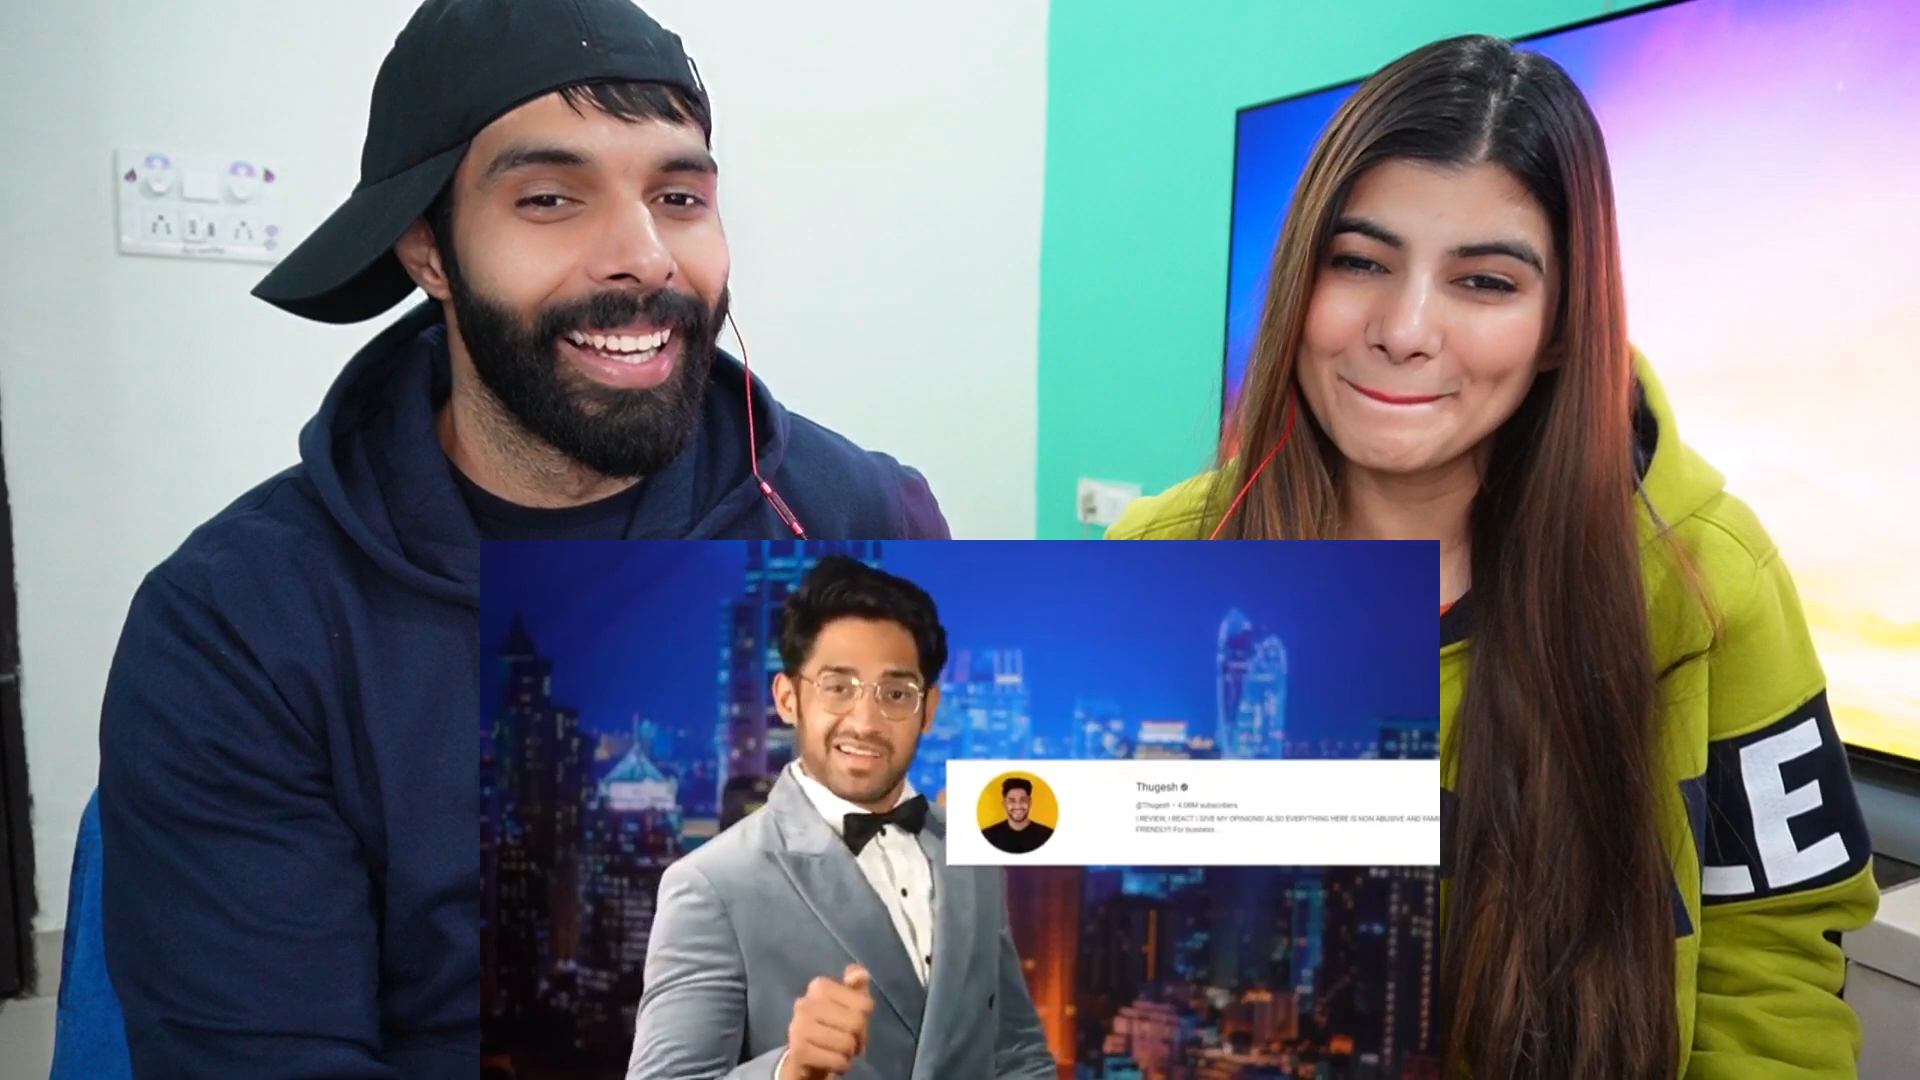 Thugesh
@Thugesh • 4.08M subscribers
I REVIEW, I REACT I GIVE MY OPINIONS! ALSO EVERYTHING HERE IS NON ABUSIVE AND FAMI
FRIENDLY!! For business ...
LE